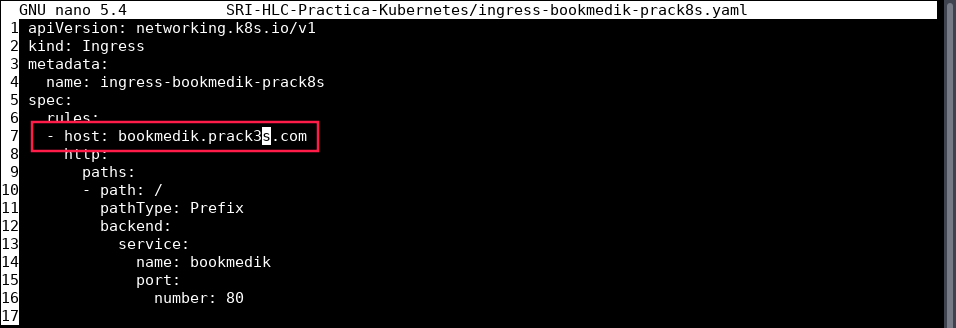 GNU nano 5.4 SRI-HLC-Practica-Kubernetes/ingress-bookmedik-prack8s.yaml
1 apiVersion: networking.k8s.io/v1
2 kind: Ingress
3 metadata:
4   name: ingress-bookmedik-prack8s
5 spec:
6   rules:
7   - host: bookmedik.prack3s.com
8     http:
9       paths:
10       - path: /
11         pathType: Prefix
12         backend:
13           service:
14             name: bookmedik
15             port:
16               number: 80
17